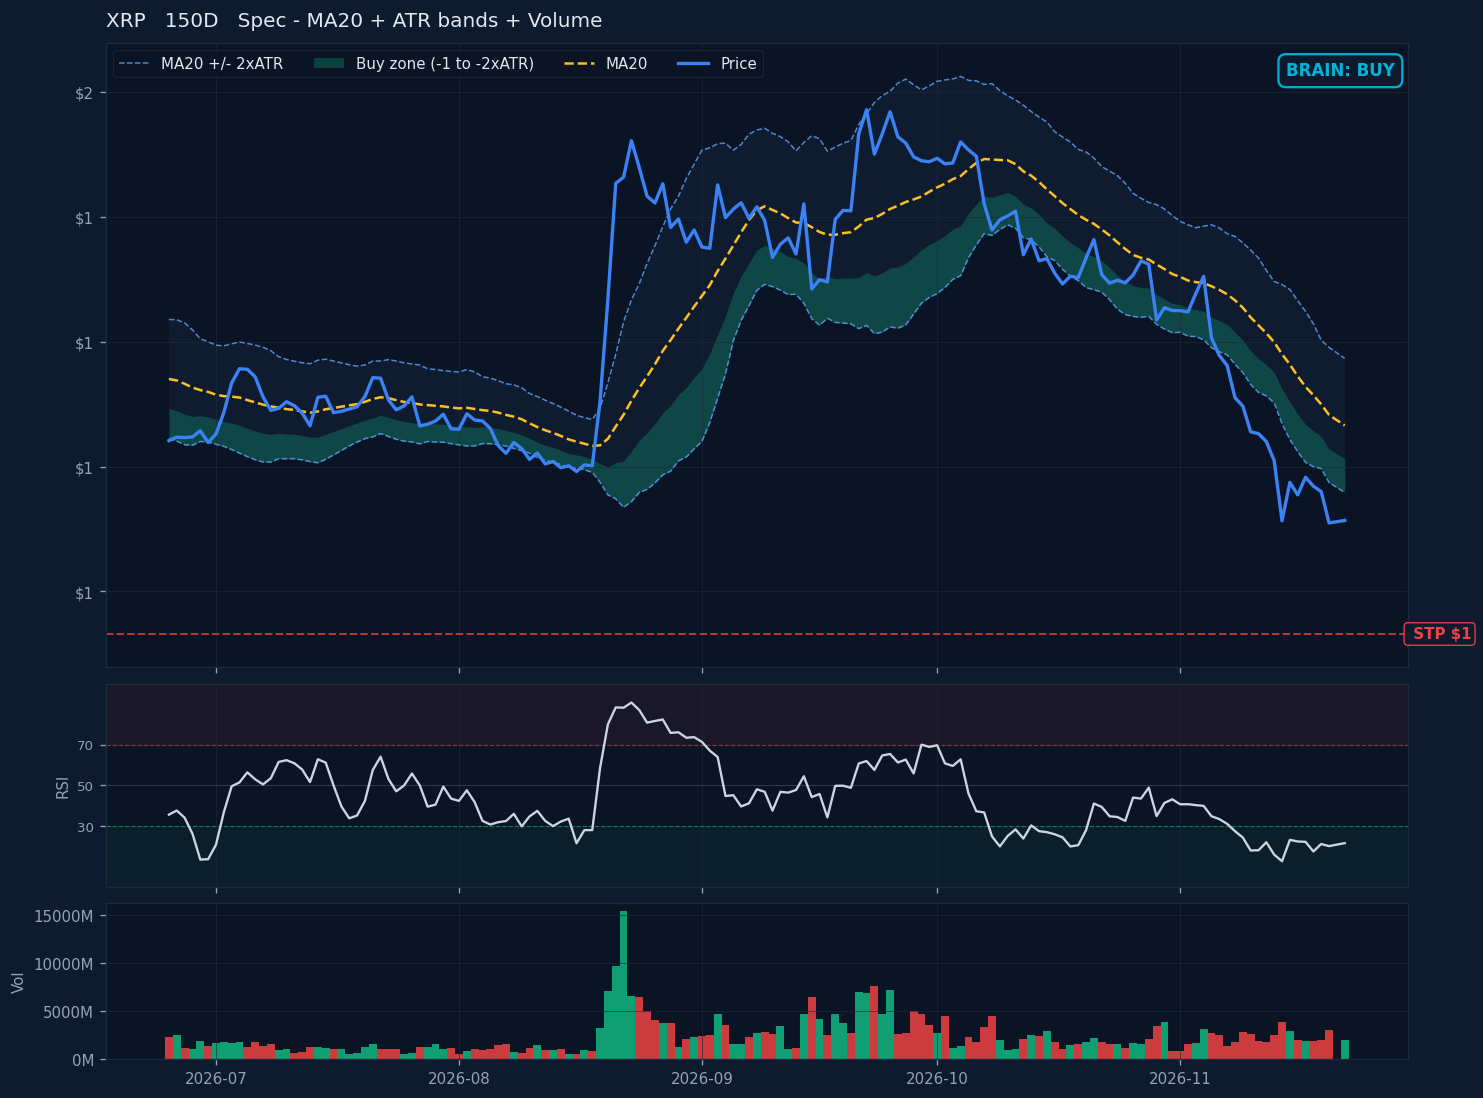 XRP   150D   Spec - MA20 + ATR bands + Volume
MA20 +/- 2xATR
Buy zone (-1 to -2xATR)
MA20
Price
BRAIN: BUY
$2
$1
$1
$1
$1
STP $1
RSI
70
50
30
Vol
15000M
10000M
5000M
0M
2026-07
2026-08
2026-09
2026-10
2026-11